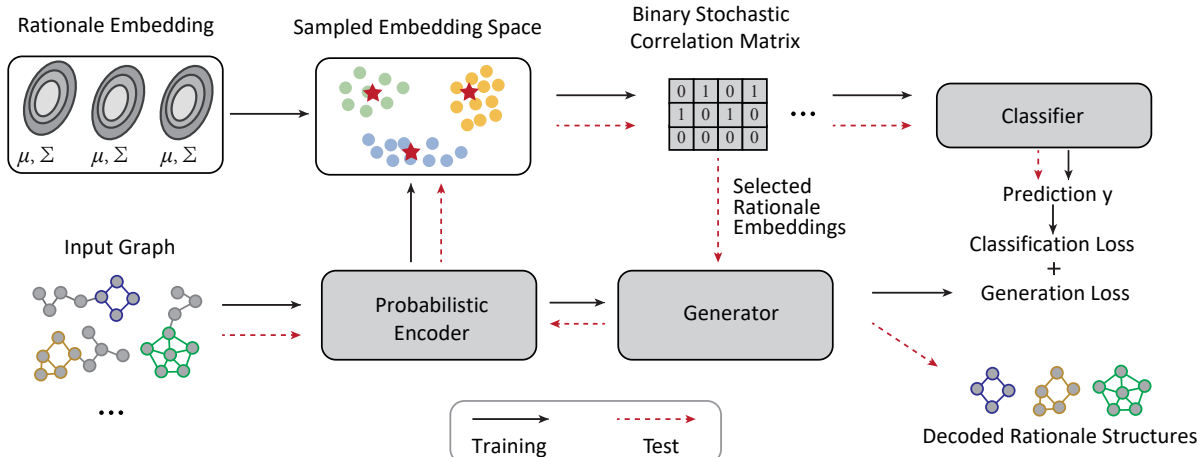 Rationale Embedding
μ, Σ μ, Σ μ, Σ
Sampled Embedding Space
Binary Stochastic
Correlation Matrix
0 1 0 1
1 0 1 0
0 0 0 0
...
Classifier
Prediction y
Classification Loss
+
Generation Loss
Selected
Rationale
Embeddings
Input Graph
...
Probabilistic
Encoder
Generator
Decoded Rationale Structures
Training
Test